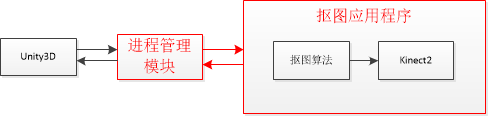 抠图应用程序
Unity3D
进程管理
模块
抠图算法
Kinect2